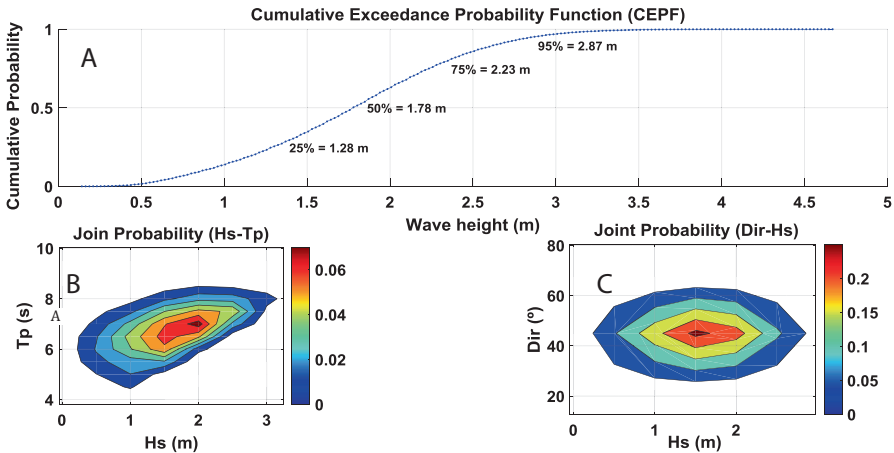 Cumulative Exceedance Probability Function (CEPF)
A
Cumulative Probability
1
0.5
0
95% = 2.87 m
75% = 2.23 m
50% = 1.78 m
25% = 1.28 m
0 0.5 1 1.5 2 2.5 3 3.5 4 4.5 5
Wave height (m)
Join Probability (Hs-Tp)
B
A
Tp (s)
10
8
6
4
0 1 2 3
Hs (m)
0.06
0.04
0.02
0
Joint Probability (Dir-Hs)
C
Dir (º)
80
60
40
20
0 1 2
Hs (m)
0.2
0.15
0.1
0.05
0